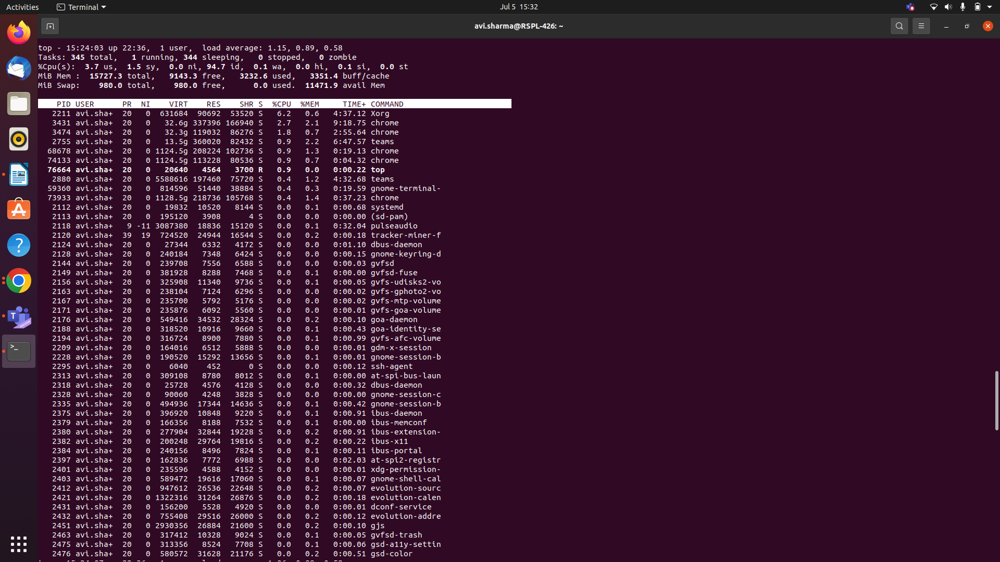 Activities
Terminal
Jul 5 15:32
avi.sharma@RSPL-426: ~
top - 15:24:03 up 22:36,  1 user,  load average: 1.15, 0.89, 0.58
Tasks: 345 total,   1 running, 344 sleeping,   0 stopped,   0 zombie
%Cpu(s):  3.7 us,  1.5 sy,  0.0 ni, 94.7 id,  0.1 wa,  0.0 hi,  0.1 si,  0.0 st
MiB Mem :  15727.3 total,   9143.3 free,   3232.6 used,   3351.4 buff/cache
MiB Swap:    980.0 total,    980.0 free,      0.0 used.  11471.9 avail Mem
PID USER PR NI VIRT RES SHR S %CPU %MEM TIME+ COMMAND
2211 avi.sha+ 20 0 631684 90692 53520 S 6.2 0.6 4:37.12 Xorg
3431 avi.sha+ 20 0 32.6g 337396 166940 S 2.7 2.1 9:18.75 chrome
3474 avi.sha+ 20 0 32.3g 119032 86276 S 1.8 0.7 2:55.64 chrome
2755 avi.sha+ 20 0 13.5g 360020 82432 S 0.9 2.2 6:47.57 teams
68678 avi.sha+ 20 0 1124.5g 208224 102736 S 0.9 1.3 0:19.13 chrome
74133 avi.sha+ 20 0 1124.5g 113228 80536 S 0.9 0.7 0:04.32 chrome
76664 avi.sha+ 20 0 20640 4564 3700 R 0.9 0.0 0:00.22 top
2880 avi.sha+ 20 0 5588616 197460 75720 S 0.4 1.2 4:32.68 teams
59360 avi.sha+ 20 0 814596 51440 38884 S 0.4 0.3 0:19.59 gnome-terminal-
73933 avi.sha+ 20 0 1128.5g 218736 105768 S 0.4 1.4 0:37.23 chrome
2112 avi.sha+ 20 0 19832 10520 8144 S 0.0 0.1 0:00.68 systemd
2113 avi.sha+ 20 0 195120 3908 4 S 0.0 0.0 0:00.00 (sd-pam)
2118 avi.sha+ 9 -11 3087380 18836 15120 S 0.0 0.1 0:32.04 pulseaudio
2120 avi.sha+ 39 19 724520 24944 16544 S 0.0 0.2 0:00.18 tracker-miner-f
2124 avi.sha+ 20 0 27344 6332 4172 S 0.0 0.0 0:01.10 dbus-daemon
2128 avi.sha+ 20 0 240184 7348 6424 S 0.0 0.0 0:00.15 gnome-keyring-d
2144 avi.sha+ 20 0 239708 7556 6588 S 0.0 0.0 0:00.03 gvfsd
2149 avi.sha+ 20 0 381928 8288 7468 S 0.0 0.1 0:00.00 gvfsd-fuse
2156 avi.sha+ 20 0 325908 11340 9736 S 0.0 0.1 0:00.05 gvfs-udisks2-vo
2163 avi.sha+ 20 0 238104 7124 6296 S 0.0 0.0 0:00.02 gvfs-gphoto2-vo
2167 avi.sha+ 20 0 235700 5792 5176 S 0.0 0.0 0:00.02 gvfs-mtp-volume
2171 avi.sha+ 20 0 235876 6092 5560 S 0.0 0.0 0:00.01 gvfs-goa-volume
2176 avi.sha+ 20 0 549416 34532 28324 S 0.0 0.2 0:00.10 goa-daemon
2188 avi.sha+ 20 0 318520 10916 9660 S 0.0 0.1 0:00.43 goa-identity-se
2194 avi.sha+ 20 0 316724 8900 7880 S 0.0 0.1 0:00.99 gvfs-afc-volume
2209 avi.sha+ 20 0 164016 6512 5888 S 0.0 0.0 0:00.01 gdm-x-session
2228 avi.sha+ 20 0 190520 15292 13656 S 0.0 0.1 0:00.01 gnome-session-b
2295 avi.sha+ 20 0 6040 452 0 S 0.0 0.0 0:00.12 ssh-agent
2313 avi.sha+ 20 0 309108 8780 8012 S 0.0 0.1 0:00.00 at-spi-bus-laun
2318 avi.sha+ 20 0 25728 4576 4128 S 0.0 0.0 0:00.32 dbus-daemon
2328 avi.sha+ 20 0 90060 4248 3828 S 0.0 0.0 0:00.00 gnome-session-c
2335 avi.sha+ 20 0 494936 17344 14636 S 0.0 0.1 0:00.42 gnome-session-b
2375 avi.sha+ 20 0 396920 10848 9220 S 0.0 0.1 0:00.91 ibus-daemon
2379 avi.sha+ 20 0 166356 8188 7532 S 0.0 0.1 0:00.00 ibus-memconf
2380 avi.sha+ 20 0 277904 32844 19228 S 0.0 0.2 0:00.91 ibus-extension-
2382 avi.sha+ 20 0 200248 29764 19816 S 0.0 0.2 0:00.22 ibus-x11
2384 avi.sha+ 20 0 240156 8496 7824 S 0.0 0.1 0:00.11 ibus-portal
2397 avi.sha+ 20 0 162836 7772 6988 S 0.0 0.0 0:02.03 at-spi2-registr
2401 avi.sha+ 20 0 235596 4588 4152 S 0.0 0.0 0:00.01 xdg-permission-
2403 avi.sha+ 20 0 589472 19616 17060 S 0.0 0.1 0:00.07 gnome-shell-cal
2412 avi.sha+ 20 0 947612 26536 22648 S 0.0 0.2 0:00.07 evolution-sourc
2421 avi.sha+ 20 0 1322316 31264 26876 S 0.0 0.2 0:00.18 evolution-calen
2431 avi.sha+ 20 0 156200 5528 4920 S 0.0 0.0 0:00.01 dconf-service
2432 avi.sha+ 20 0 755408 29516 26000 S 0.0 0.2 0:00.12 evolution-addre
2451 avi.sha+ 20 0 2930356 26884 21600 S 0.0 0.2 0:00.10 gjs
2463 avi.sha+ 20 0 317412 10328 9024 S 0.0 0.1 0:00.05 gvfsd-trash
2475 avi.sha+ 20 0 313356 8524 7708 S 0.0 0.1 0:00.06 gsd-a11y-settin
2476 avi.sha+ 20 0 580572 31628 21176 S 0.0 0.2 0:00.51 gsd-color